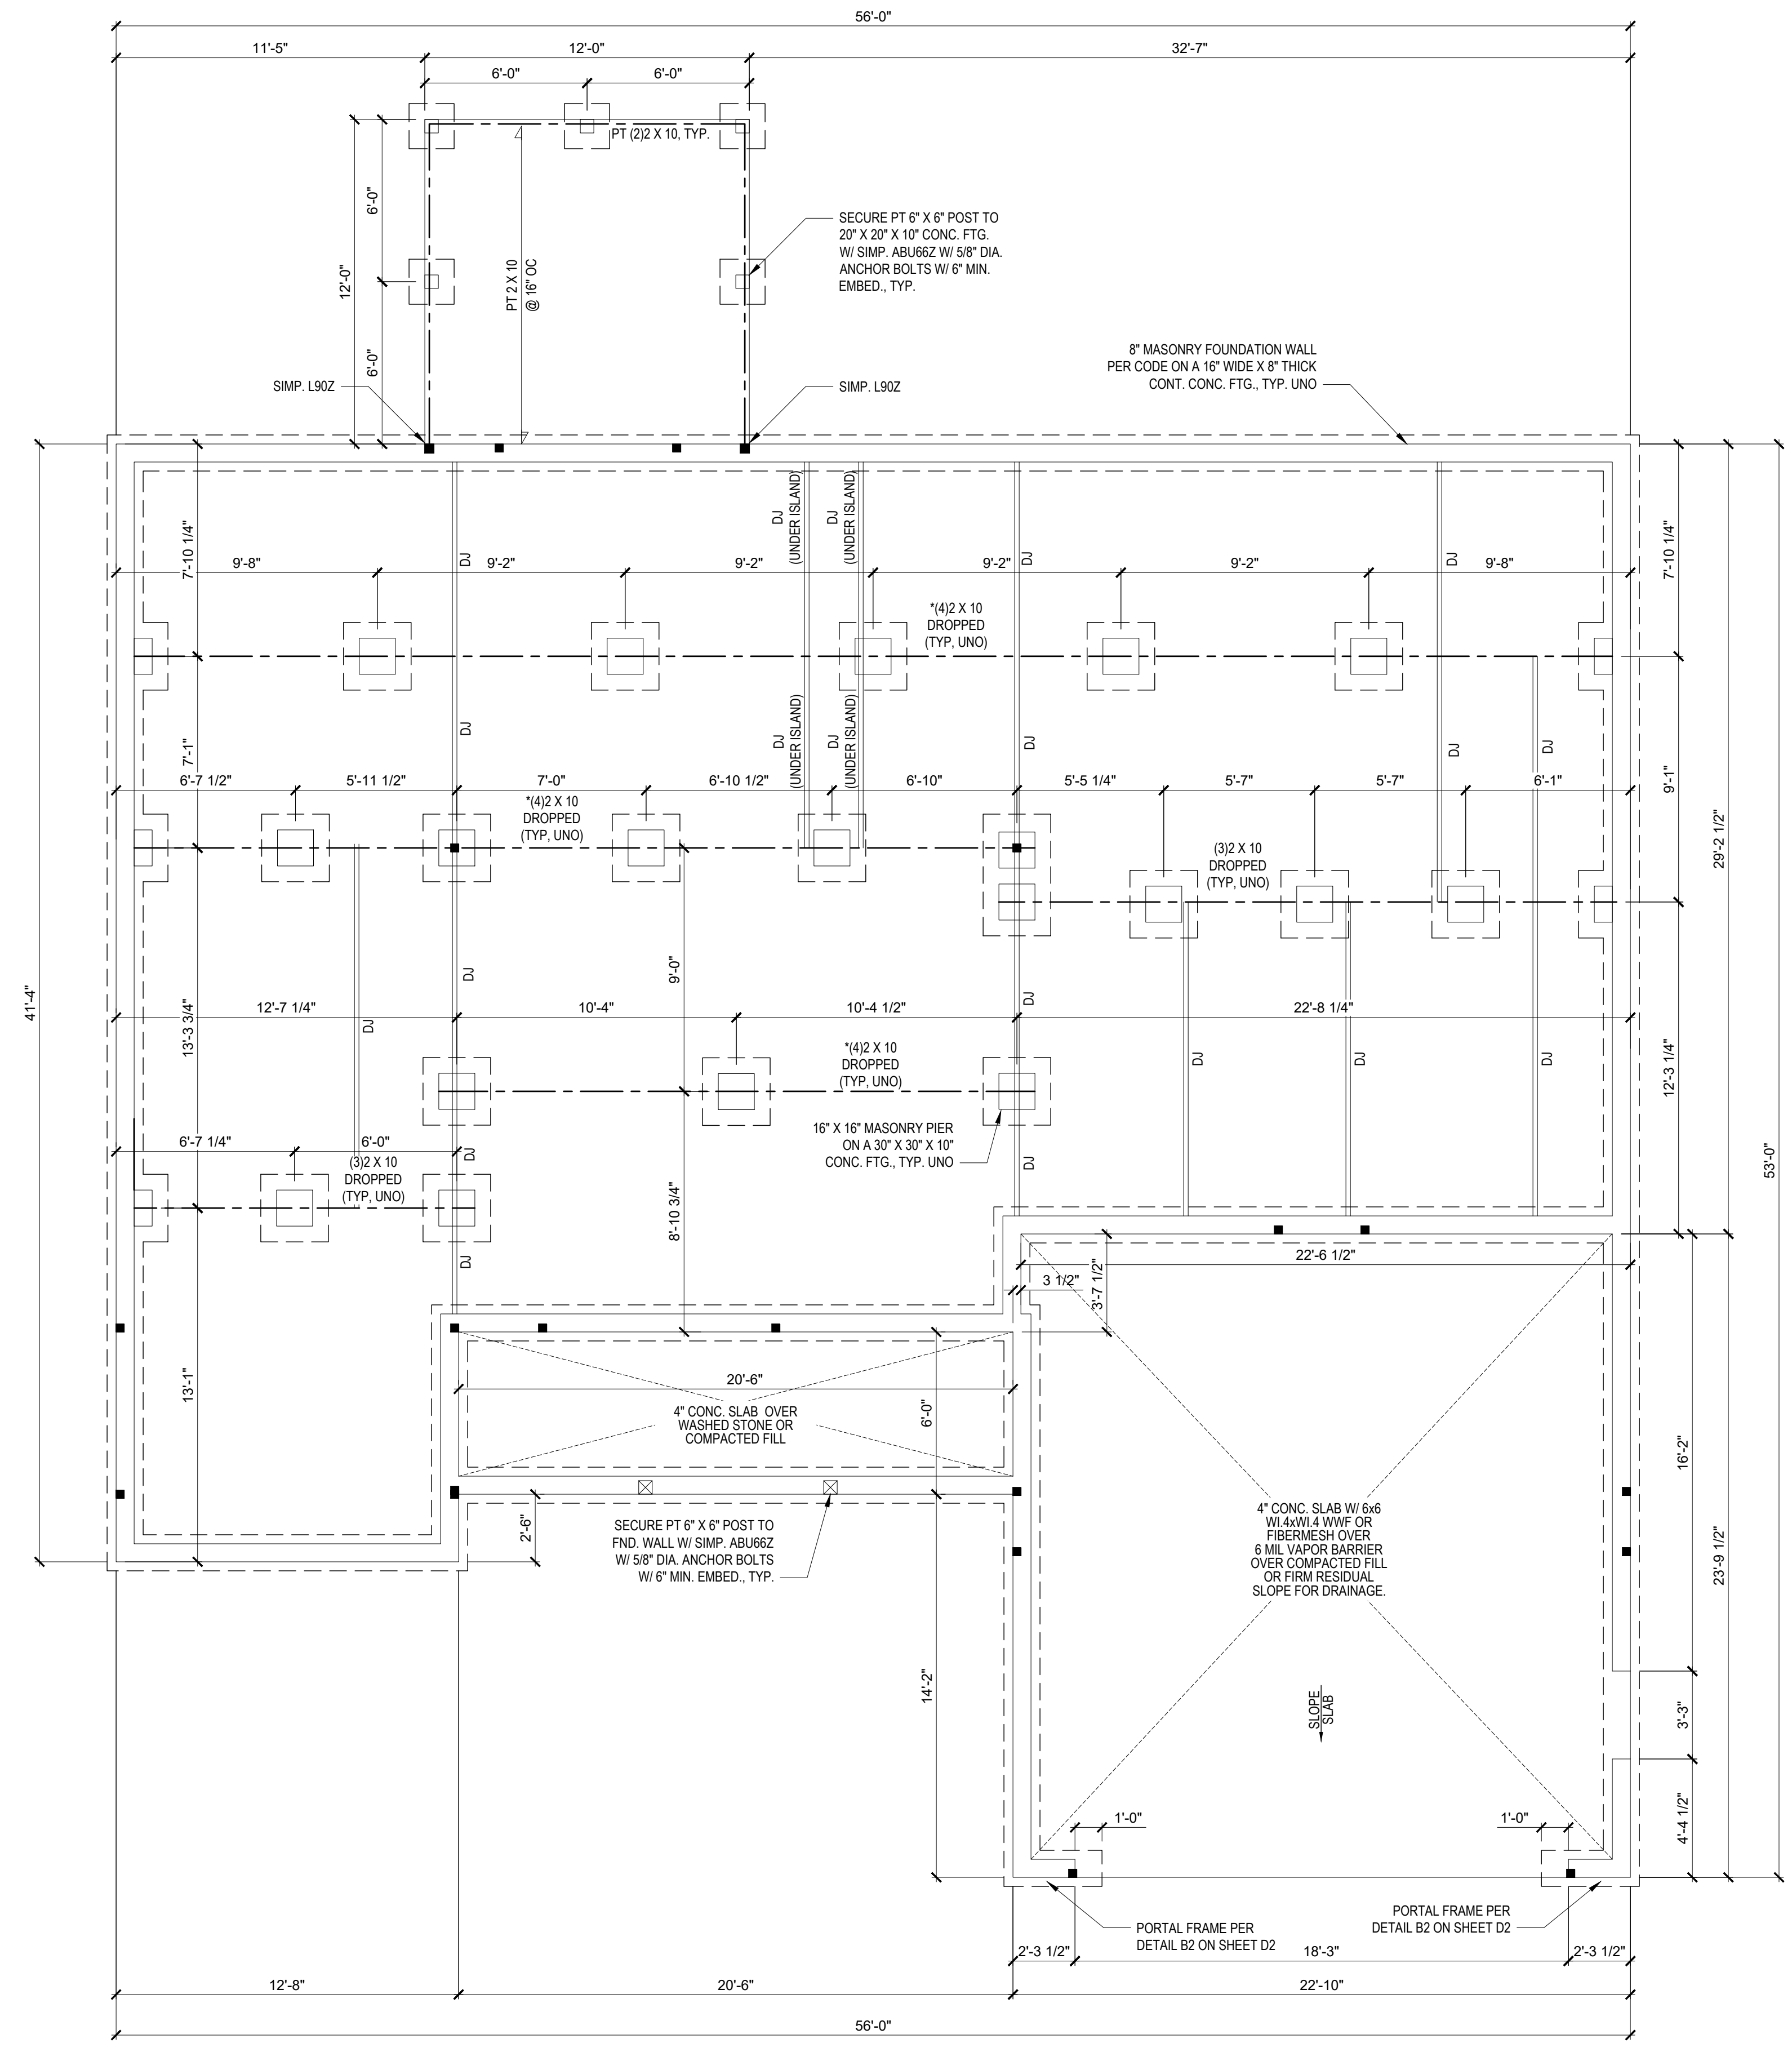 56'-0"
11'-5"
12'-0"
32'-7"
6'-0"
6'-0"
PT (2)2 X 10, TYP.
6'-0"
12'-0"
SECURE PT 6" X 6" POST TO
20" X 20" X 10" CONC. FTG.
W/ SIMP. ABU66Z W/ 5/8" DIA.
ANCHOR BOLTS W/ 6" MIN.
EMBED., TYP.
PT 2 X 10
@ 16" OC
6'-0"
8" MASONRY FOUNDATION WALL
PER CODE ON A 16" WIDE X 8" THICK
CONT. CONC. FTG., TYP. UNO
SIMP. L90Z
SIMP. L90Z
DJ
(UNDER ISLAND)
DJ
(UNDER ISLAND)
7'-10 1/4"
7'-10 1/4"
9'-8"
DJ
9'-2"
9'-2"
9'-2"
DJ
9'-2"
DJ
9'-8"
*(4)2 X 10
DROPPED
(TYP, UNO)
7'-1"
DJ
DJ
(UNDER ISLAND)
DJ
(UNDER ISLAND)
DJ
DJ
DJ
9'-1"
6'-7 1/2"
5'-11 1/2"
7'-0"
6'-10 1/2"
6'-10"
5'-5 1/4"
5'-7"
5'-7"
6'-1"
*(4)2 X 10
DROPPED
(TYP, UNO)
(3)2 X 10
DROPPED
(TYP, UNO)
29'-2 1/2"
41'-4"
13'-3 3/4"
DJ
9'-0"
DJ
12'-7 1/4"
DJ
10'-4"
10'-4 1/2"
22'-8 1/4"
*(4)2 X 10
DROPPED
(TYP, UNO)
DJ
DJ
DJ
12'-3 1/4"
53'-0"
16" X 16" MASONRY PIER
ON A 30" X 30" X 10"
CONC. FTG., TYP. UNO
6'-7 1/4"
6'-0"
DJ
DJ
(3)2 X 10
DROPPED
(TYP, UNO)
8'-10 3/4"
DJ
22'-6 1/2"
3 1/2"
3'-7 1/2"
13'-1"
20'-6"
4" CONC. SLAB OVER
WASHED STONE OR
COMPACTED FILL
6'-0"
16'-2"
2'-6"
SECURE PT 6" X 6" POST TO
FND. WALL W/ SIMP. ABU66Z
W/ 5/8" DIA. ANCHOR BOLTS
W/ 6" MIN. EMBED., TYP.
4" CONC. SLAB W/ 6x6
WI.4xWI.4 WWF OR
FIBERMESH OVER
6 MIL VAPOR BARRIER
OVER COMPACTED FILL
OR FIRM RESIDUAL
SLOPE FOR DRAINAGE.
23'-9 1/2"
14'-2"
SLOPE
SLAB
3'-3"
1'-0"
1'-0"
4'-4 1/2"
PORTAL FRAME PER
DETAIL B2 ON SHEET D2
PORTAL FRAME PER
DETAIL B2 ON SHEET D2
2'-3 1/2"
18'-3"
2'-3 1/2"
12'-8"
20'-6"
22'-10"
56'-0"